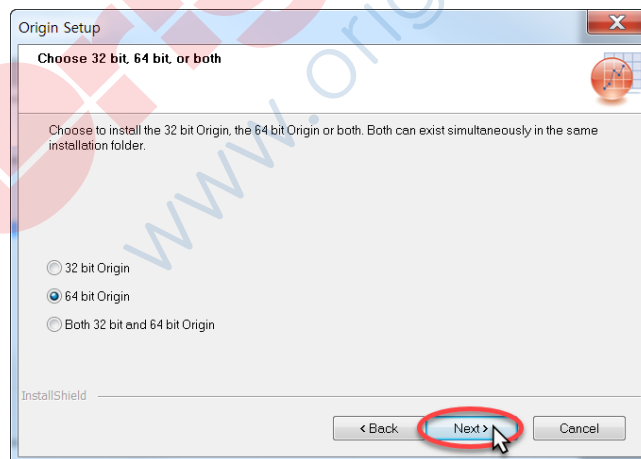 Origin Setup
Choose 32 bit, 64 bit, or both
Choose to install the 32 bit Origin, the 64 bit Origin or both. Both can exist simultaneously in the same
installation folder.
32 bit Origin
64 bit Origin
Both 32 bit and 64 bit Origin
InstallShield
< Back
Next >
Cancel